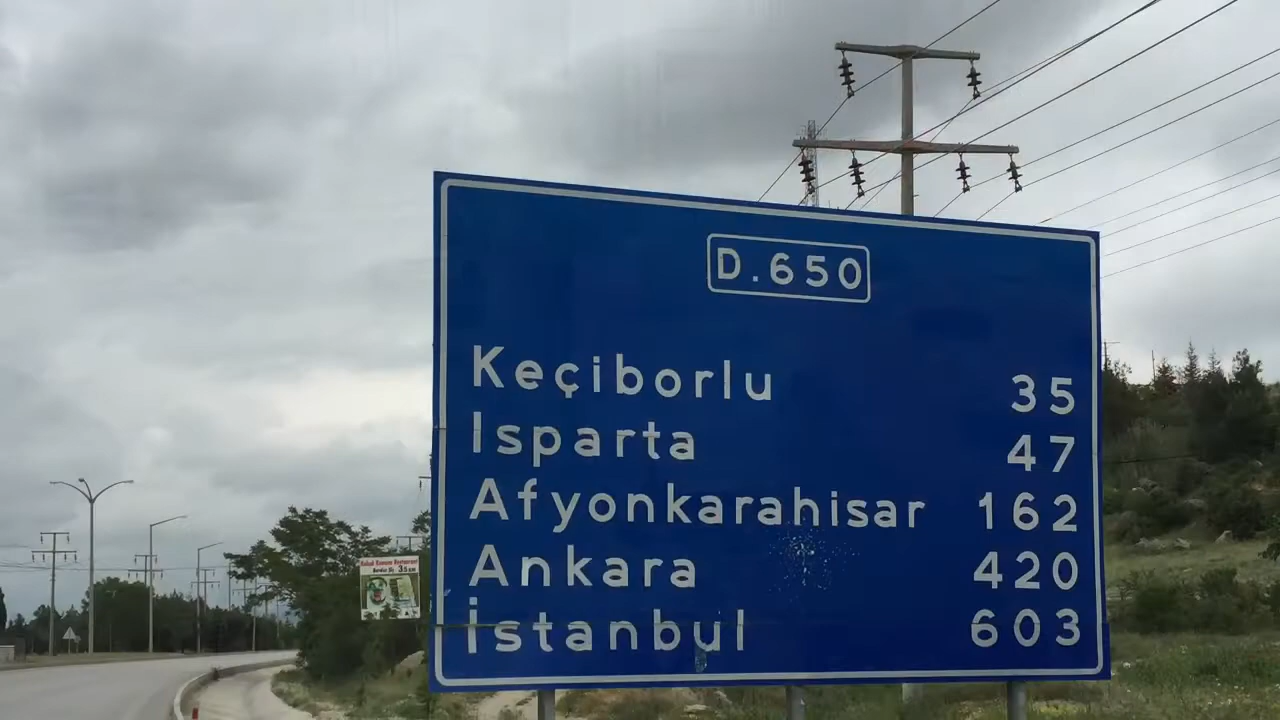 D.650
Keçiborlu 35
Isparta 47
Afyonkarahisar 162
Ankara 420
İstanbul 603